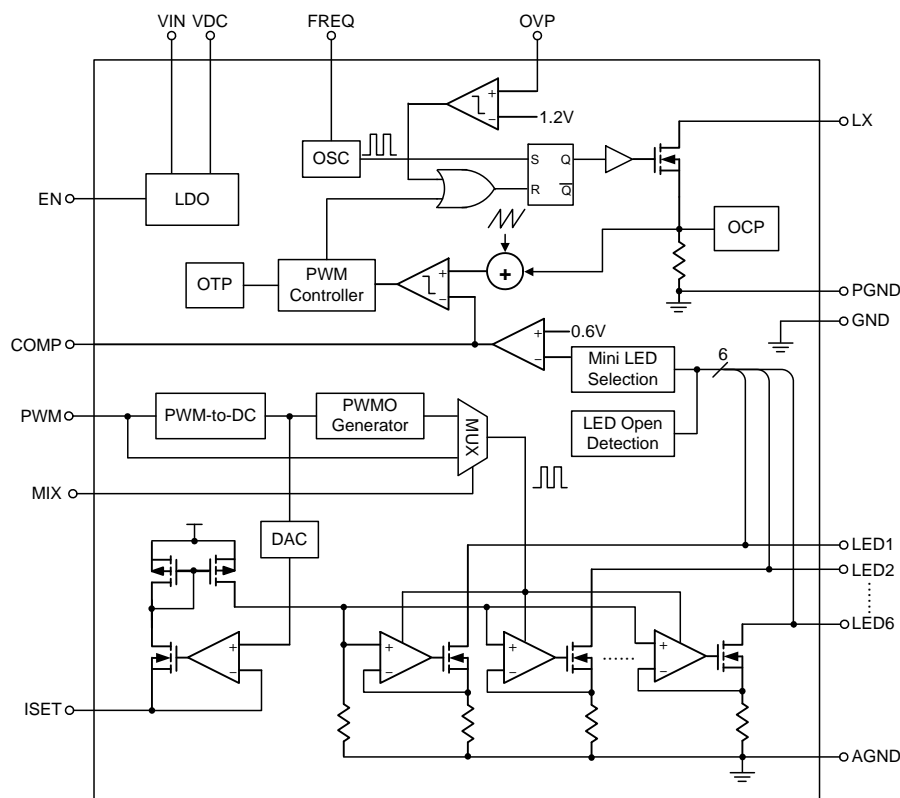 VIN VDC FREQ OVP
+
−
1.2V
LX
OSC
S Q
R Q
EN
LDO
OCP
OTP
PWM
Controller
+
−
+
PGND
GND
COMP
+
−
0.6V
Mini LED
Selection
6
PWM
PWM-to-DC
PWMO
Generator
MUX
LED Open
Detection
MIX
DAC
LED1
LED2
LED6
+
−
+
−
+
−
+
−
ISET
AGND